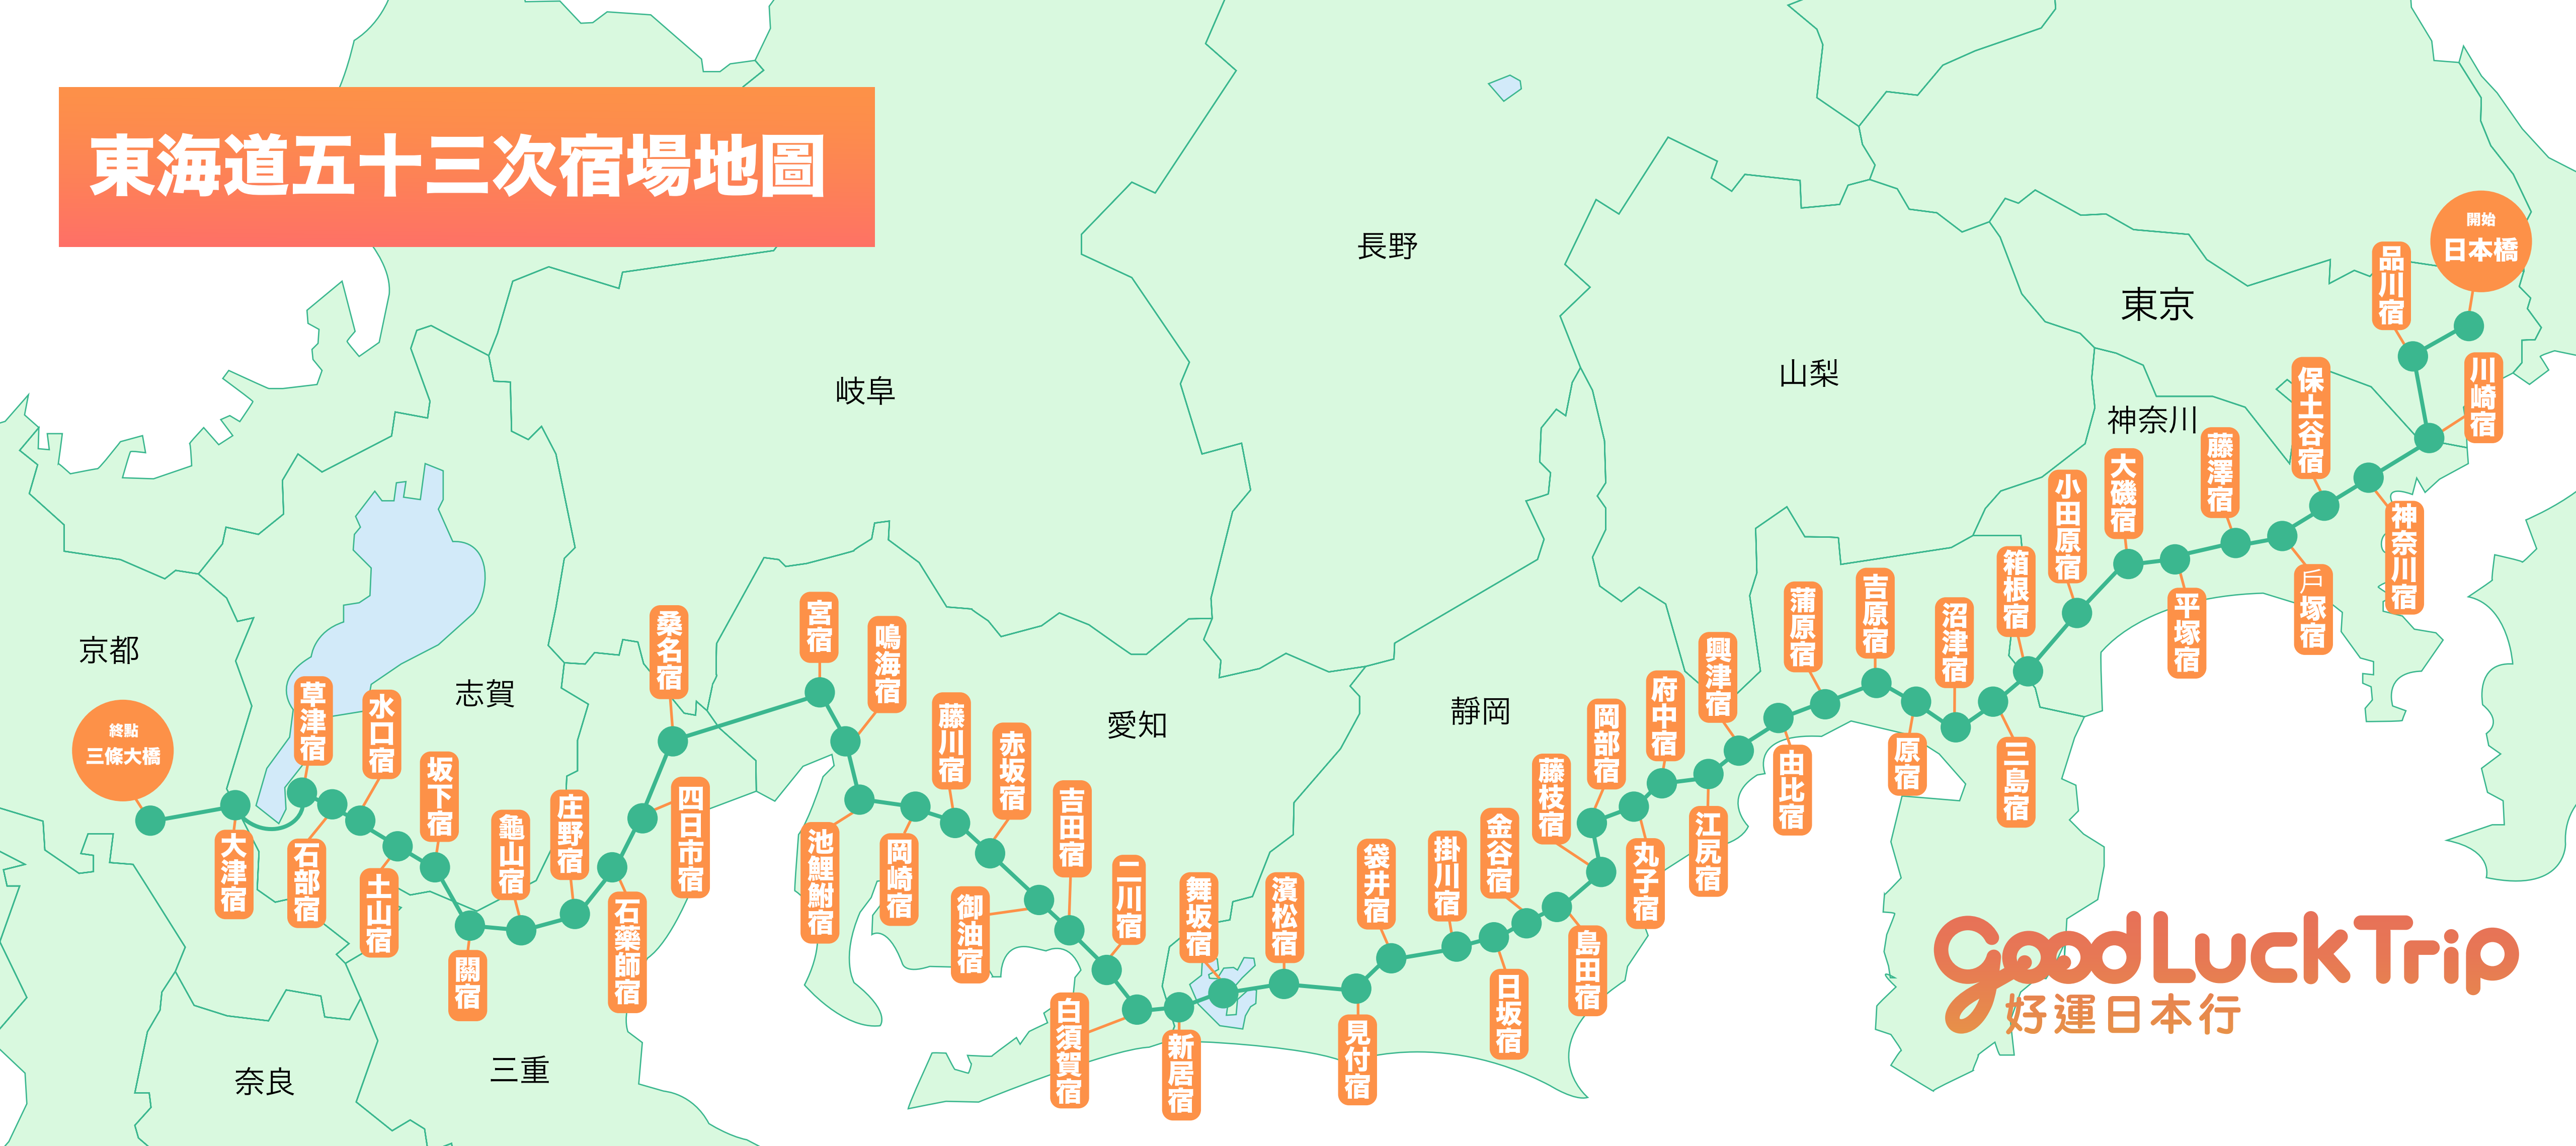 東海道五十三次宿場地圖
開始
日本橋
品川宿
川崎宿
神奈川宿
保土谷宿
戶塚宿
藤澤宿
平塚宿
大磯宿
小田原宿
箱根宿
三島宿
沼津宿
原宿
吉原宿
蒲原宿
由比宿
興津宿
江尻宿
府中宿
丸子宿
岡部宿
藤枝宿
島田宿
金谷宿
日坂宿
掛川宿
袋井宿
見付宿
濱松宿
舞坂宿
新居宿
白須賀宿
二川宿
吉田宿
御油宿
赤坂宿
藤川宿
岡崎宿
池鯉鮒宿
鳴海宿
宮宿
桑名宿
四日市宿
石藥師宿
庄野宿
龜山宿
關宿
坂下宿
土山宿
水口宿
石部宿
草津宿
大津宿
終點
三條大橋
東京
神奈川
山梨
長野
靜岡
愛知
岐阜
三重
志賀
京都
奈良
Good Luck Trip
好運日本行